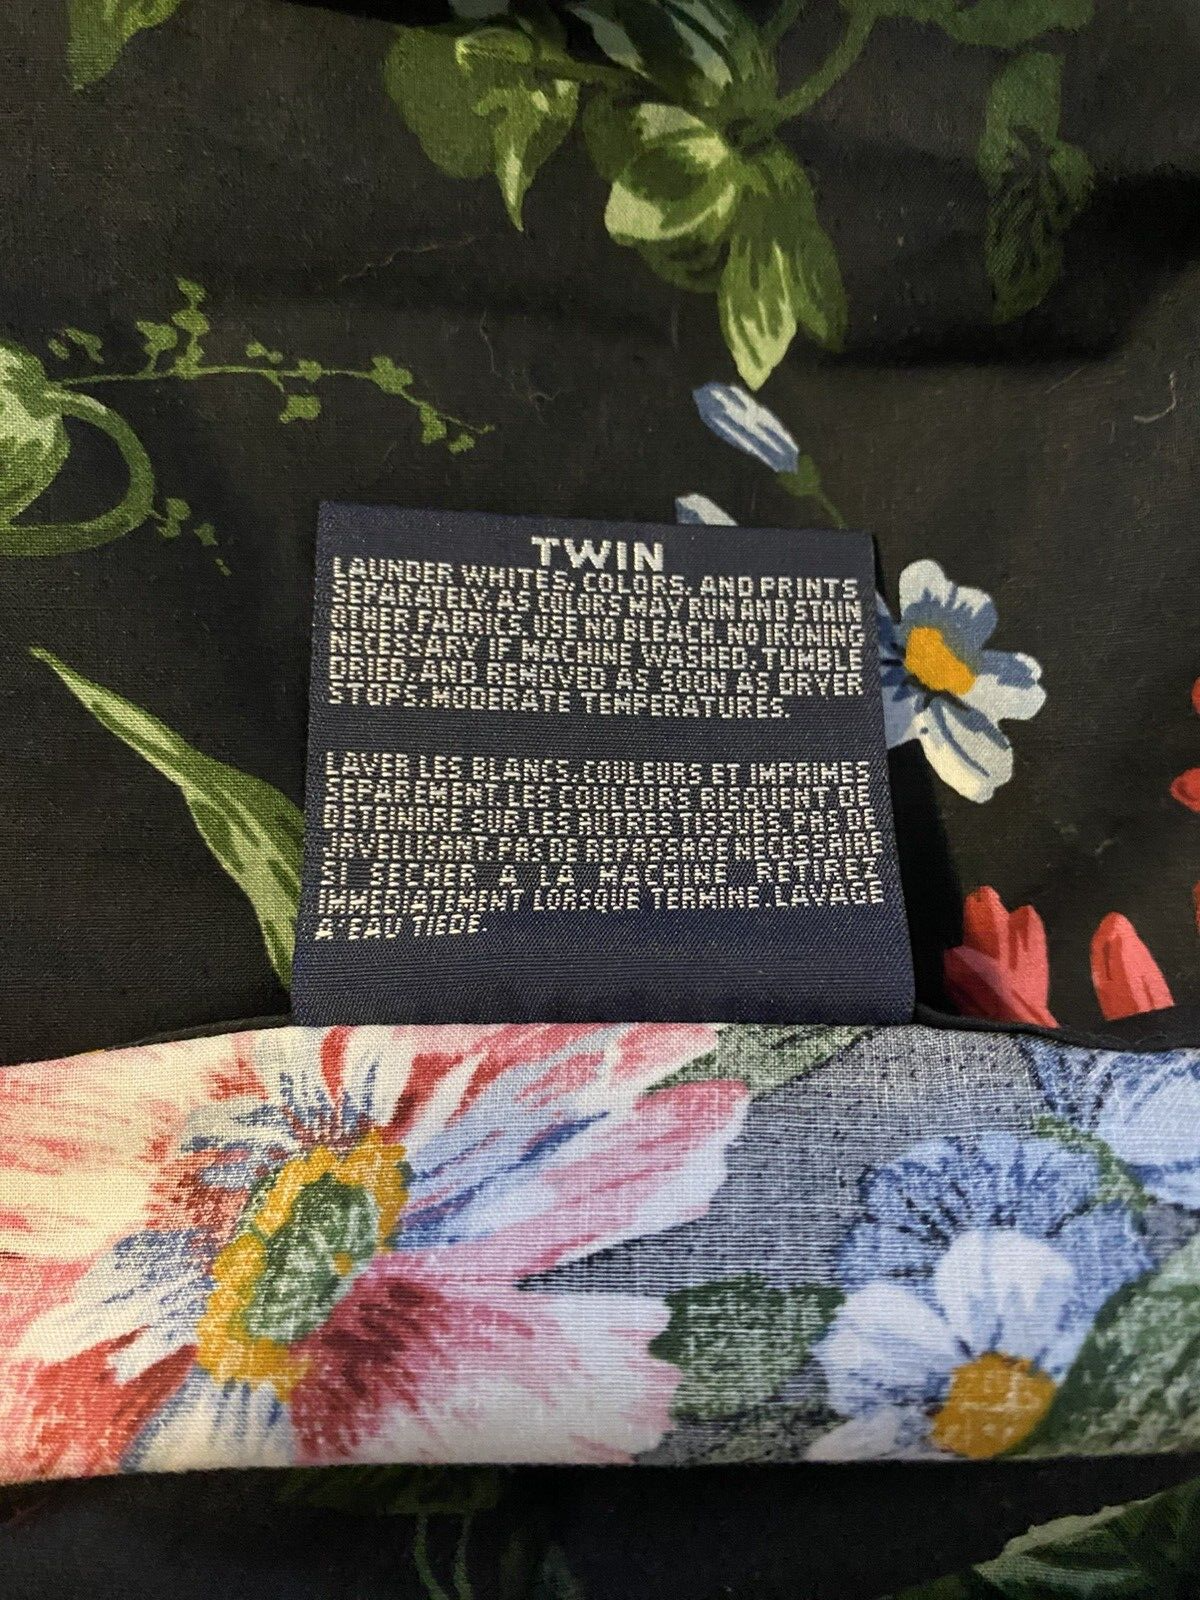 TWIN
LAUNDER WHITES, COLORS, AND PRINTS
SEPARATELY, AS COLORS MAY RUN AND STAIN
OTHER FABRICS. USE NO BLEACH. NO IRONING
NECESSARY IF MACHINE WASHED, TUMBLE
DRIED, AND REMOVED AS SOON AS DRYER
STOPS. MODERATE TEMPERATURES.
LAVER LES BLANCS, COULEURS ET IMPRIMES
SEPAREMENT. LES COULEURS RISQUENT DE
DETEINDRE SUR LES AUTRES TISSUES. PAS DE
PAS DE REPASSAGE NECESSAIRE
SI SECHER A LA MACHINE RETIREZ
IMMEDIATEMENT LORSQUE TERMINE. LAVAGE
A'EAU TIEDE.